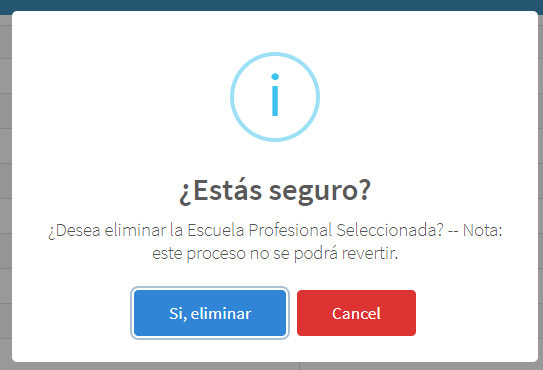 ¿Estás seguro?
¿Desea eliminar la Escuela Profesional Seleccionada? -- Nota:
este proceso no se podrá revertir.
Si, eliminar
Cancel